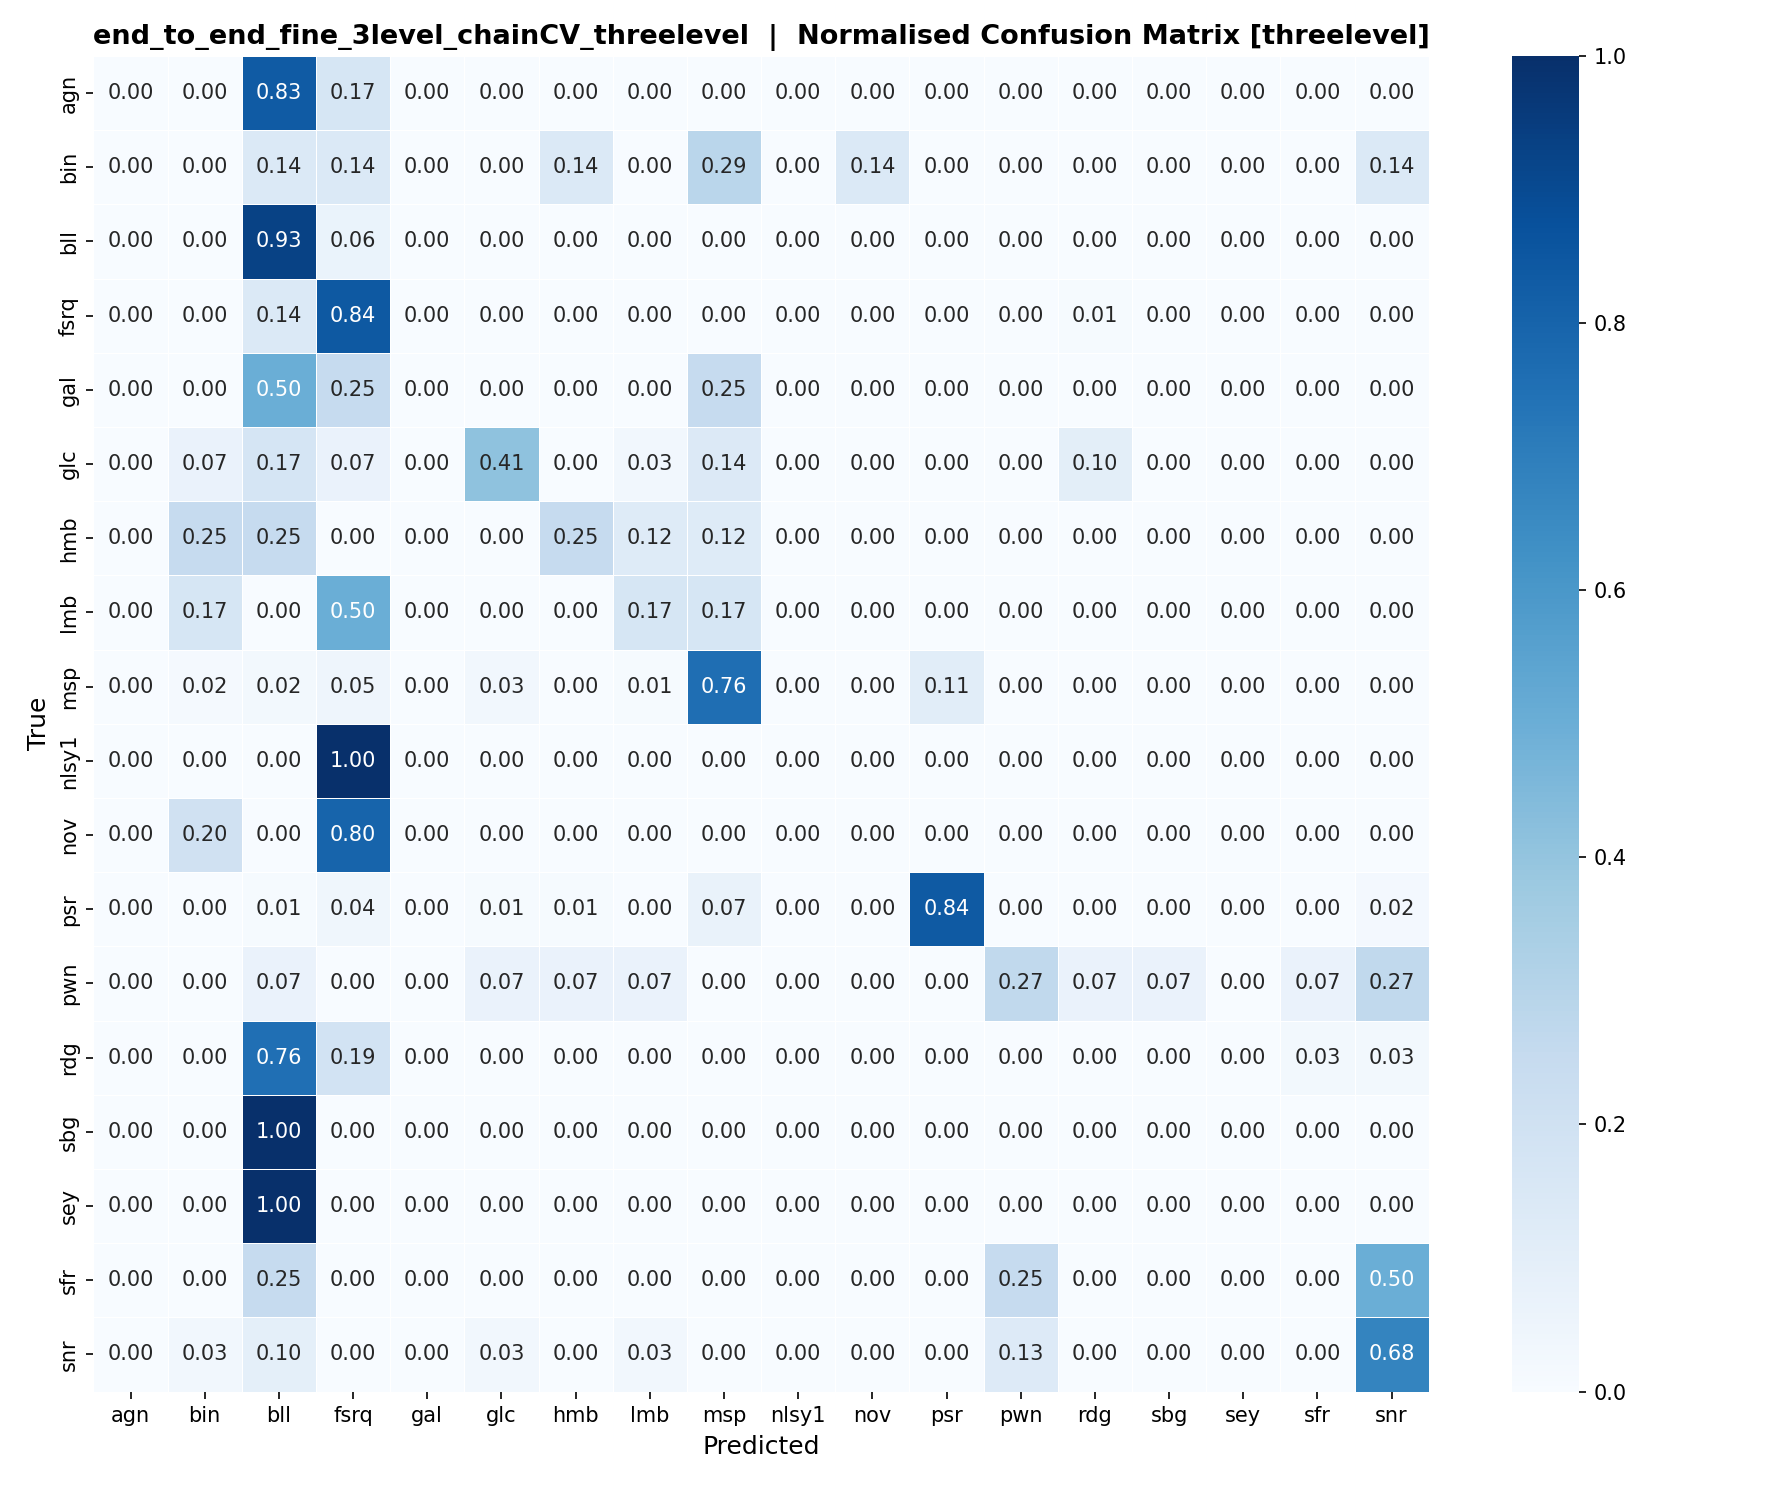 end_to_end_fine_3level_chainCV_threelevel | Normalised Confusion Matrix [threelevel]
True
agn 0.00 0.00 0.83 0.17 0.00 0.00 0.00 0.00 0.00 0.00 0.00 0.00 0.00 0.00 0.00 0.00 0.00 0.00
bin 0.00 0.00 0.14 0.14 0.00 0.00 0.14 0.00 0.29 0.00 0.14 0.00 0.00 0.00 0.00 0.00 0.00 0.14
bll 0.00 0.00 0.93 0.06 0.00 0.00 0.00 0.00 0.00 0.00 0.00 0.00 0.00 0.00 0.00 0.00 0.00 0.00
fsrq 0.00 0.00 0.14 0.84 0.00 0.00 0.00 0.00 0.00 0.00 0.00 0.00 0.00 0.01 0.00 0.00 0.00 0.00
gal 0.00 0.00 0.50 0.25 0.00 0.00 0.00 0.00 0.25 0.00 0.00 0.00 0.00 0.00 0.00 0.00 0.00 0.00
glc 0.00 0.07 0.17 0.07 0.00 0.41 0.00 0.03 0.14 0.00 0.00 0.00 0.00 0.10 0.00 0.00 0.00 0.00
hmb 0.00 0.25 0.25 0.00 0.00 0.00 0.25 0.12 0.12 0.00 0.00 0.00 0.00 0.00 0.00 0.00 0.00 0.00
lmb 0.00 0.17 0.00 0.50 0.00 0.00 0.00 0.17 0.17 0.00 0.00 0.00 0.00 0.00 0.00 0.00 0.00 0.00
msp 0.00 0.02 0.02 0.05 0.00 0.03 0.00 0.01 0.76 0.00 0.00 0.11 0.00 0.00 0.00 0.00 0.00 0.00
nlsy1 0.00 0.00 0.00 1.00 0.00 0.00 0.00 0.00 0.00 0.00 0.00 0.00 0.00 0.00 0.00 0.00 0.00 0.00
nov 0.00 0.20 0.00 0.80 0.00 0.00 0.00 0.00 0.00 0.00 0.00 0.00 0.00 0.00 0.00 0.00 0.00 0.00
psr 0.00 0.00 0.01 0.04 0.00 0.01 0.01 0.00 0.07 0.00 0.00 0.84 0.00 0.00 0.00 0.00 0.00 0.02
pwn 0.00 0.00 0.07 0.00 0.00 0.07 0.07 0.07 0.00 0.00 0.00 0.00 0.27 0.07 0.07 0.00 0.07 0.27
rdg 0.00 0.00 0.76 0.19 0.00 0.00 0.00 0.00 0.00 0.00 0.00 0.00 0.00 0.00 0.00 0.00 0.03 0.03
sbg 0.00 0.00 1.00 0.00 0.00 0.00 0.00 0.00 0.00 0.00 0.00 0.00 0.00 0.00 0.00 0.00 0.00 0.00
sey 0.00 0.00 1.00 0.00 0.00 0.00 0.00 0.00 0.00 0.00 0.00 0.00 0.00 0.00 0.00 0.00 0.00 0.00
sfr 0.00 0.00 0.25 0.00 0.00 0.00 0.00 0.00 0.00 0.00 0.00 0.00 0.25 0.00 0.00 0.00 0.00 0.50
snr 0.00 0.03 0.10 0.00 0.00 0.03 0.00 0.03 0.00 0.00 0.00 0.00 0.13 0.00 0.00 0.00 0.00 0.68
agn bin bll fsrq gal glc hmb lmb msp nlsy1 nov psr pwn rdg sbg sey sfr snr
Predicted
1.0
0.8
0.6
0.4
0.2
0.0